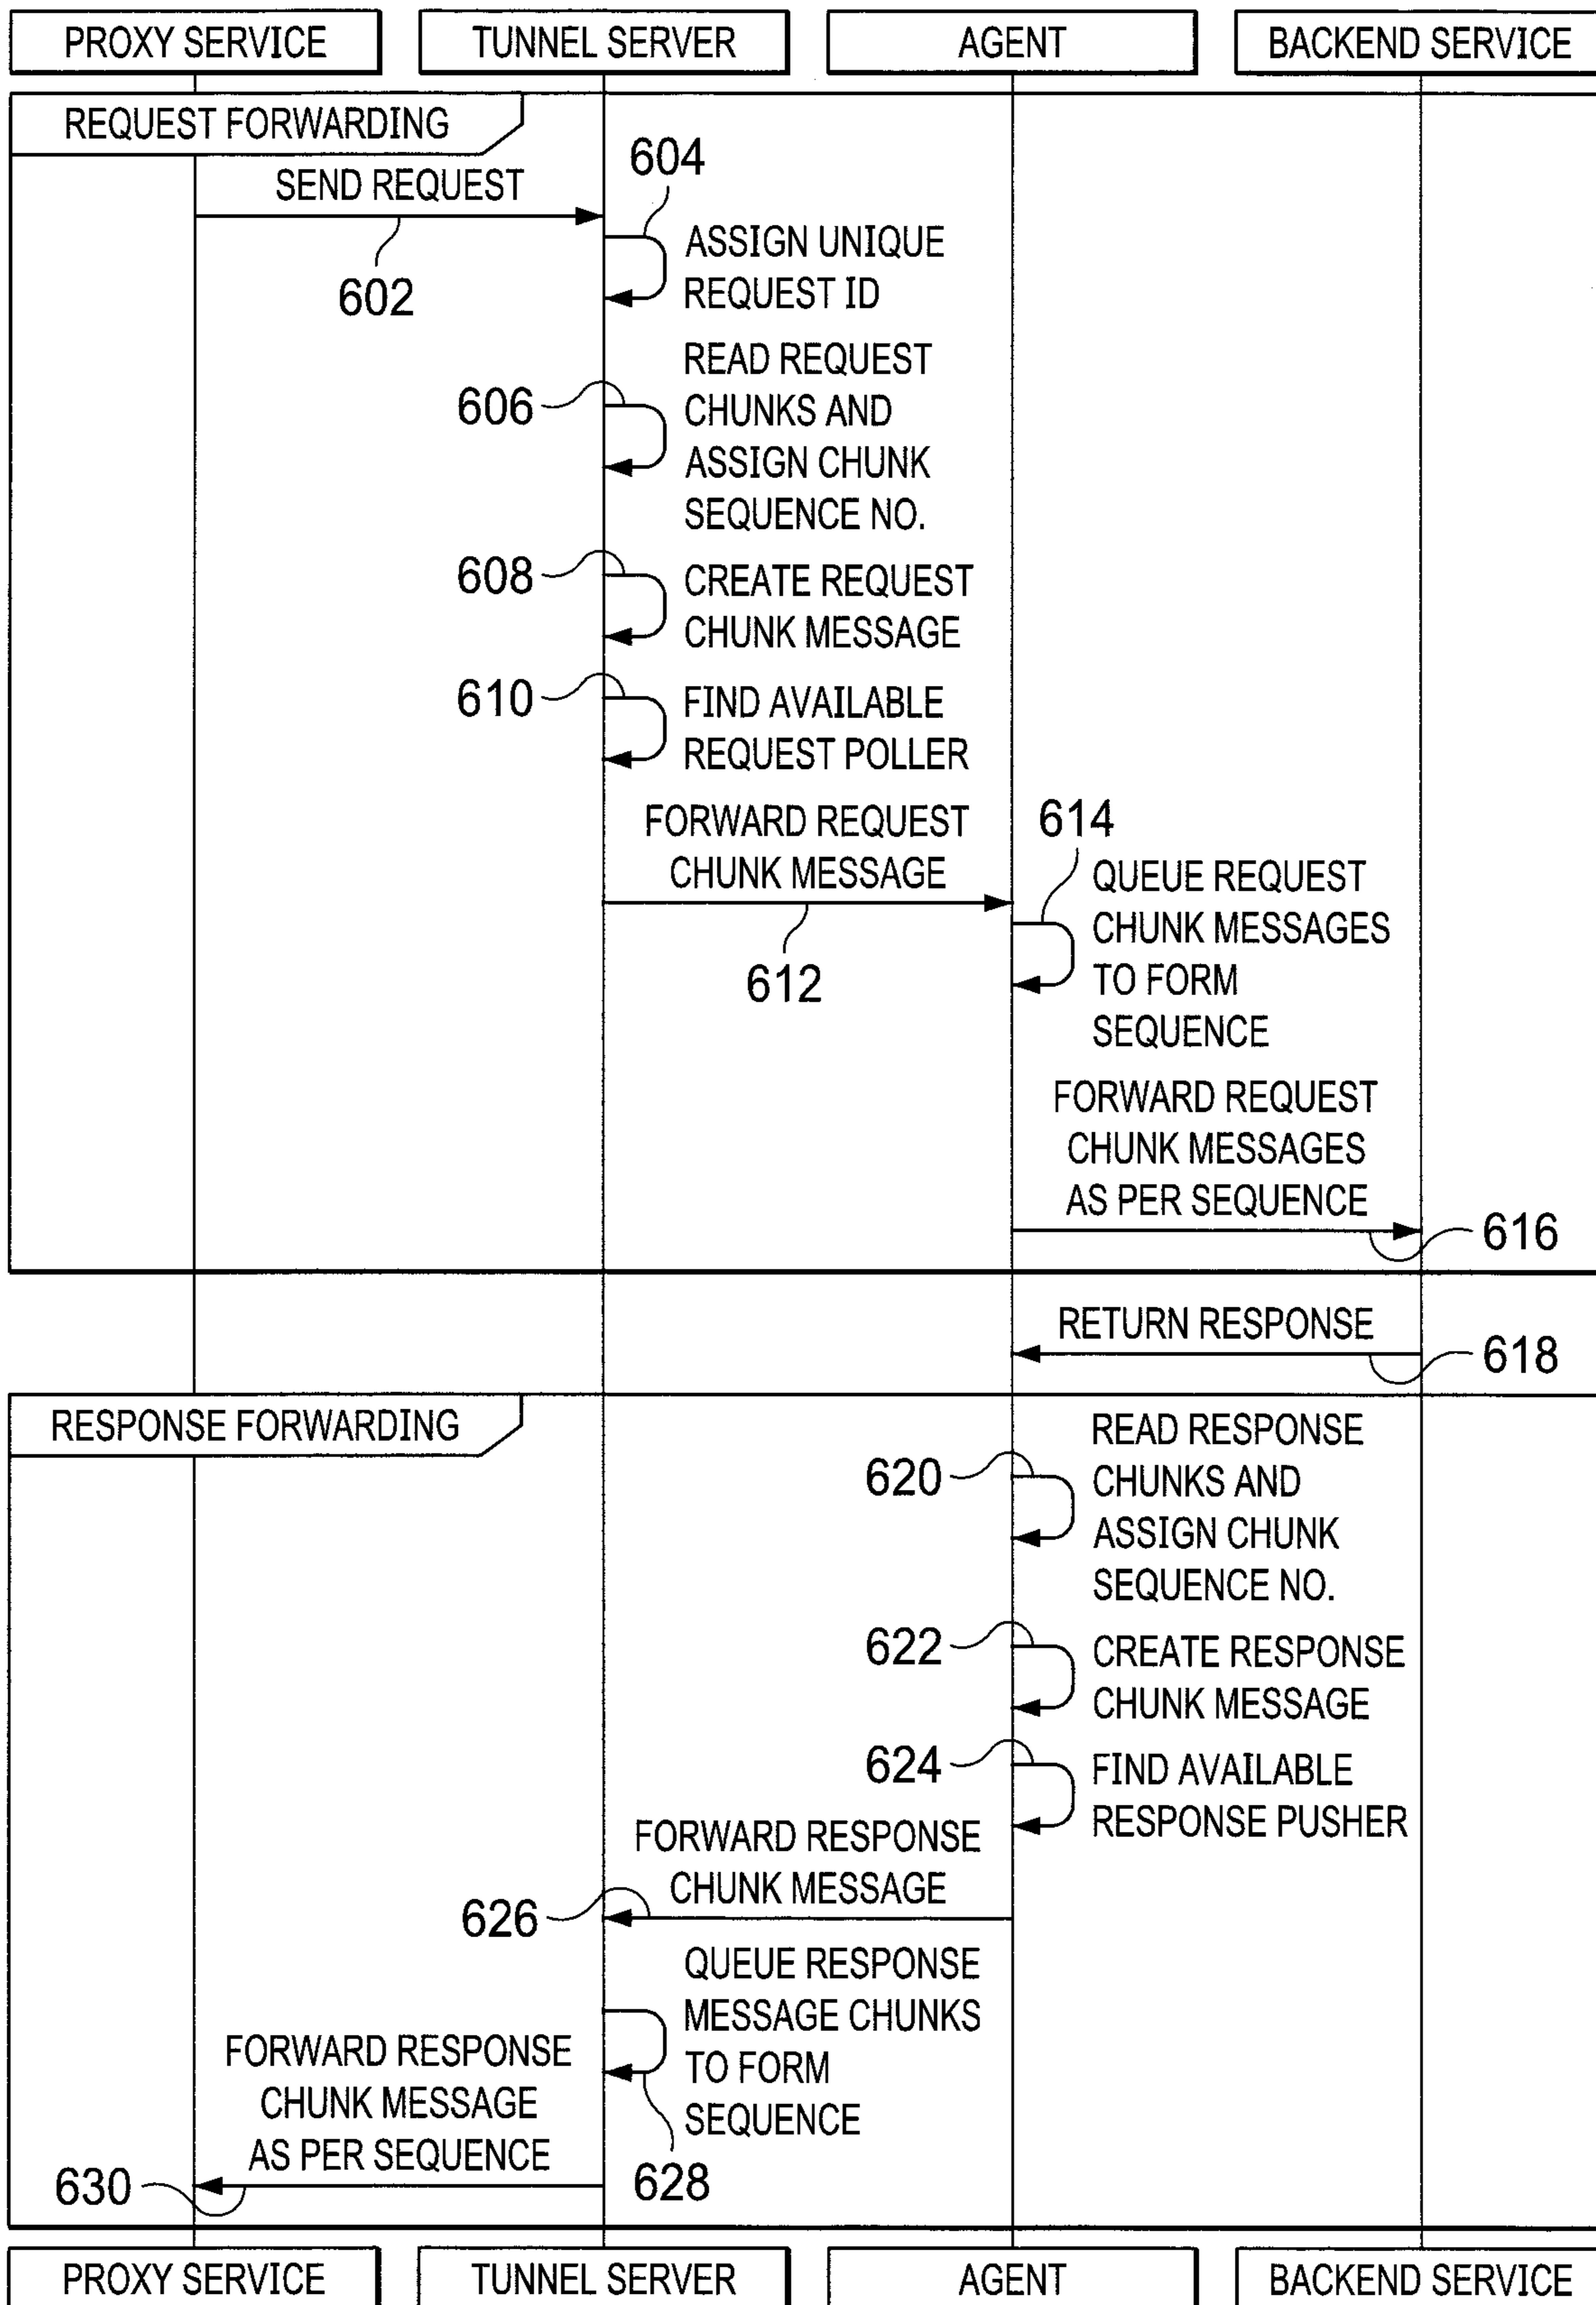 PROXY SERVICE
TUNNEL SERVER
AGENT
BACKEND SERVICE
REQUEST FORWARDING
SEND REQUEST
602
604
ASSIGN UNIQUE
REQUEST ID
606
READ REQUEST
CHUNKS AND
ASSIGN CHUNK
SEQUENCE NO.
608
CREATE REQUEST
CHUNK MESSAGE
610
FIND AVAILABLE
REQUEST POLLER
FORWARD REQUEST
CHUNK MESSAGE
612
614
QUEUE REQUEST
CHUNK MESSAGES
TO FORM
SEQUENCE
FORWARD REQUEST
CHUNK MESSAGES
AS PER SEQUENCE
616
RETURN RESPONSE
618
RESPONSE FORWARDING
620
READ RESPONSE
CHUNKS AND
ASSIGN CHUNK
SEQUENCE NO.
622
CREATE RESPONSE
CHUNK MESSAGE
624
FIND AVAILABLE
RESPONSE PUSHER
FORWARD RESPONSE
CHUNK MESSAGE
626
QUEUE RESPONSE
MESSAGE CHUNKS
TO FORM
SEQUENCE
628
FORWARD RESPONSE
CHUNK MESSAGE
AS PER SEQUENCE
630
PROXY SERVICE
TUNNEL SERVER
AGENT
BACKEND SERVICE